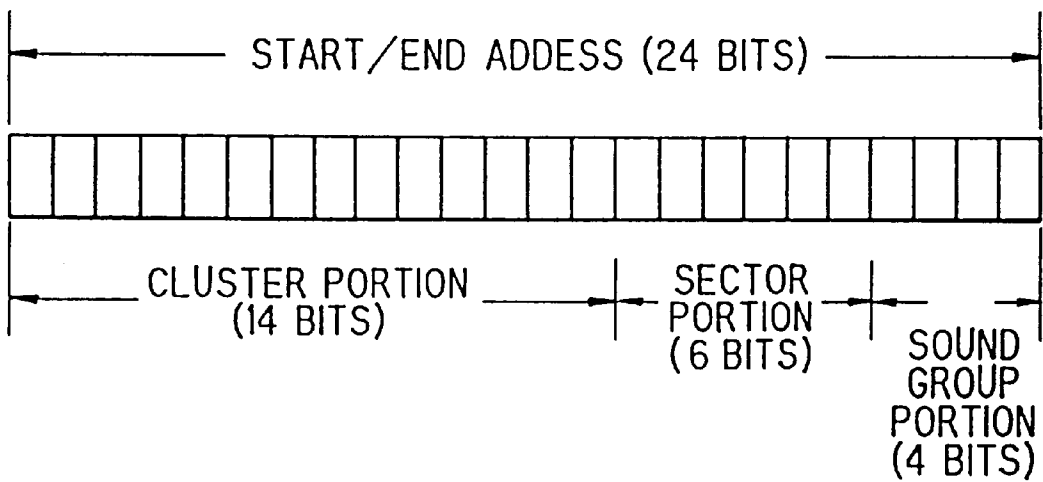 START/END ADDESS (24 BITS)
CLUSTER PORTION
(14 BITS)
SECTOR
PORTION
(6 BITS)
SOUND
GROUP
PORTION
(4 BITS)